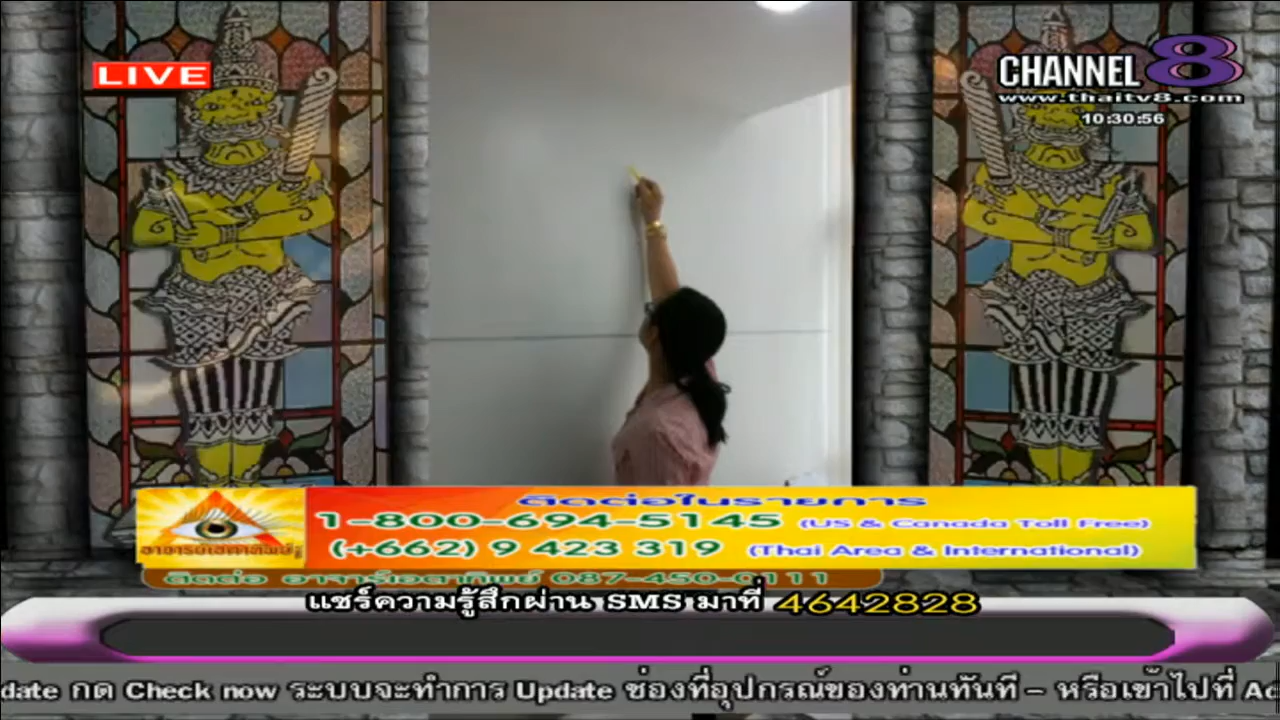 LIVE
CHANNEL 8
www.thaitv8.com
10:30:56
ติดต่อในรายการ
1-800-694-5145 (US & Canada Toll Free)
(+662) 9 423 319 (Thai Area & International)
ติดต่อ อาจารย์เอตาทิพย์ 087-450-0111
แชร์ความรู้สึกผ่าน SMS มาที่ 4642828
date กด Check now ระบบจะทำการ Update ช่องที่อุปกรณ์ของท่านทันที – หรือเข้าไปที่ Ac